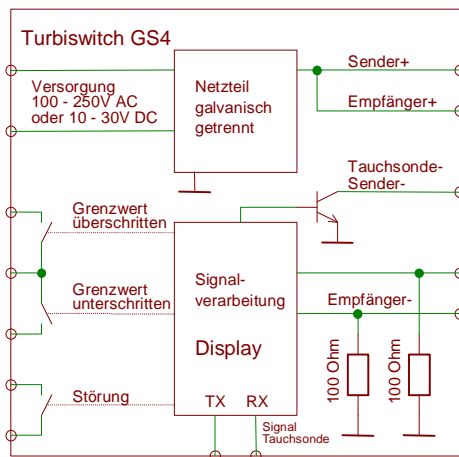 Turbiswitch GS4
Versorgung
100 - 250V AC
oder 10 - 30V DC
Netzteil
galvanisch
getrennt
Sender+
Empfänger+
Tauchsonde-
Sender-
Grenzwert
überschritten
Grenzwert
unterschritten
Störung
Signal-
verarbeitung
Display
TX RX
Empfänger-
100 Ohm
100 Ohm
Signal
Tauchsonde